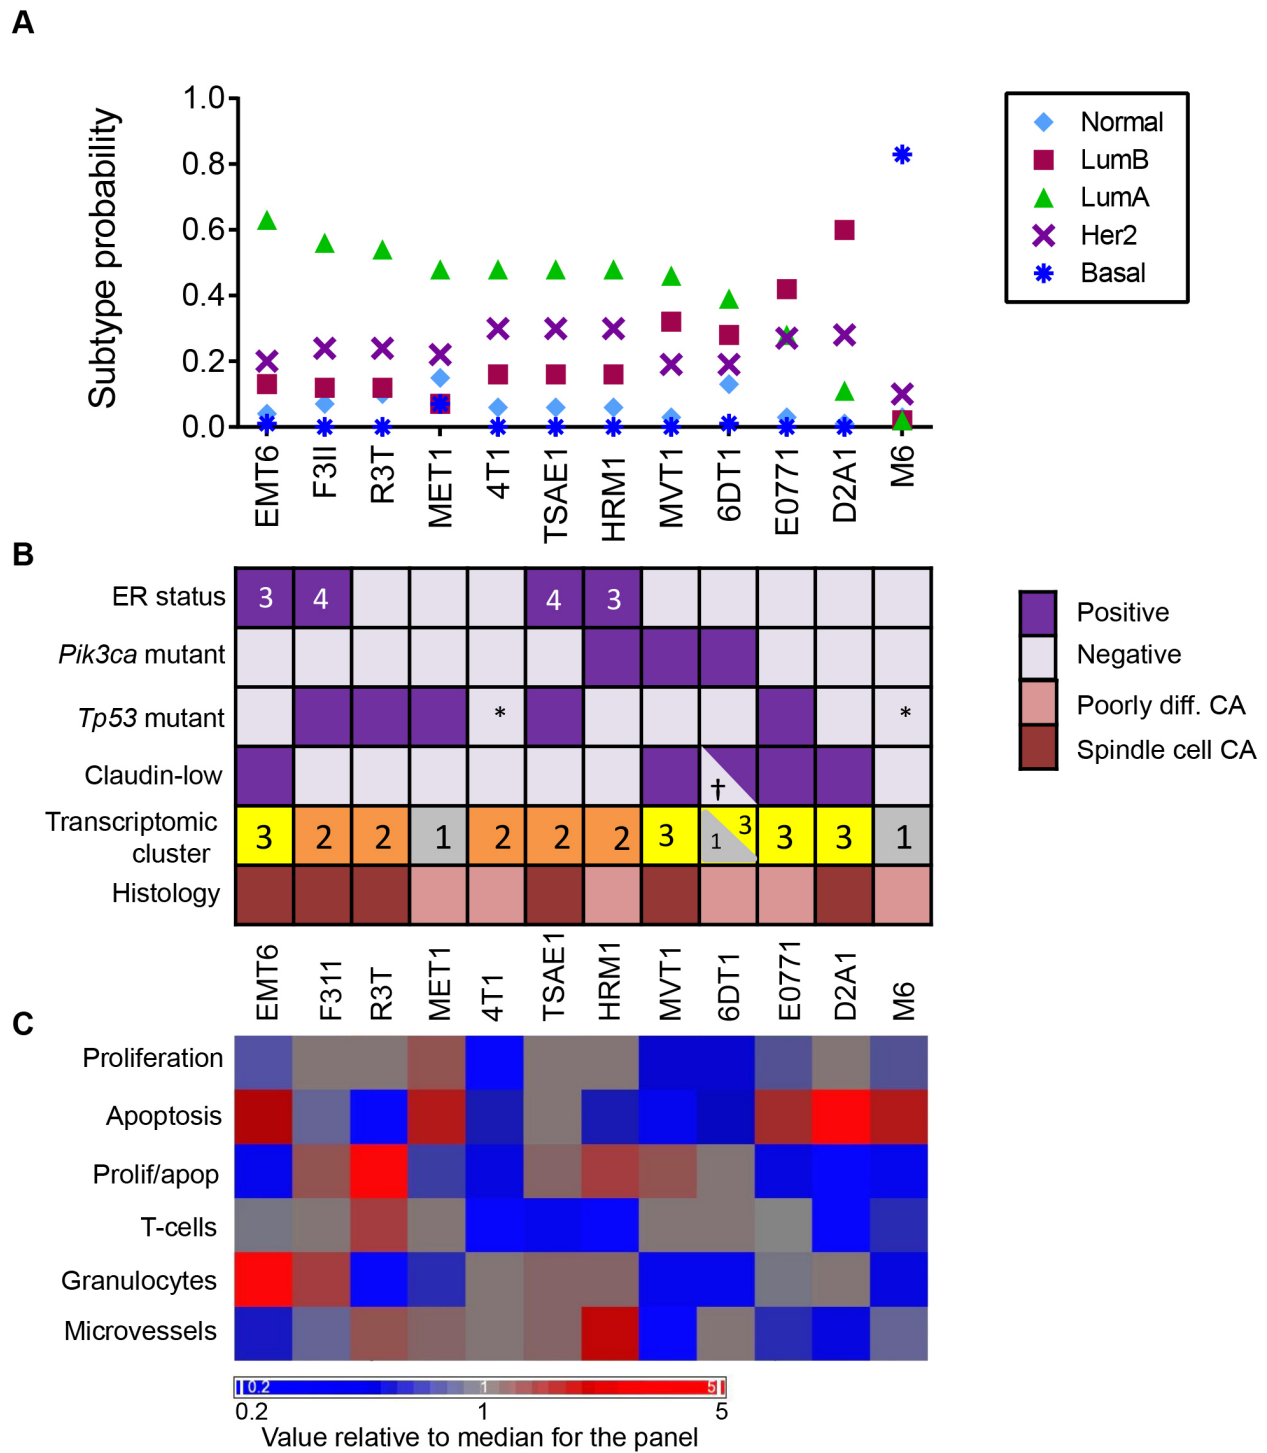 A
Subtype probability
1.0
0.8
0.6
0.4
0.2
0.0
Normal
LumB
LumA
Her2
Basal
EMT6 F3II R3T MET1 4T1 TSAE1 HRM1 MVT1 6DT1 E0771 D2A1 M6
B
ER status 3 4 4 3
Pik3ca mutant
Tp53 mutant * *
Claudin-low †
Transcriptomic
cluster 3 2 2 1 2 2 2 3 1 3 3 3 1
Histology
Positive
Negative
Poorly diff. CA
Spindle cell CA
EMT6 F311 R3T MET1 4T1 TSAE1 HRM1 MVT1 6DT1 E0771 D2A1 M6
C
Proliferation
Apoptosis
Prolif/apop
T-cells
Granulocytes
Microvessels
0.2 1 5
0.2 1 5
Value relative to median for the panel